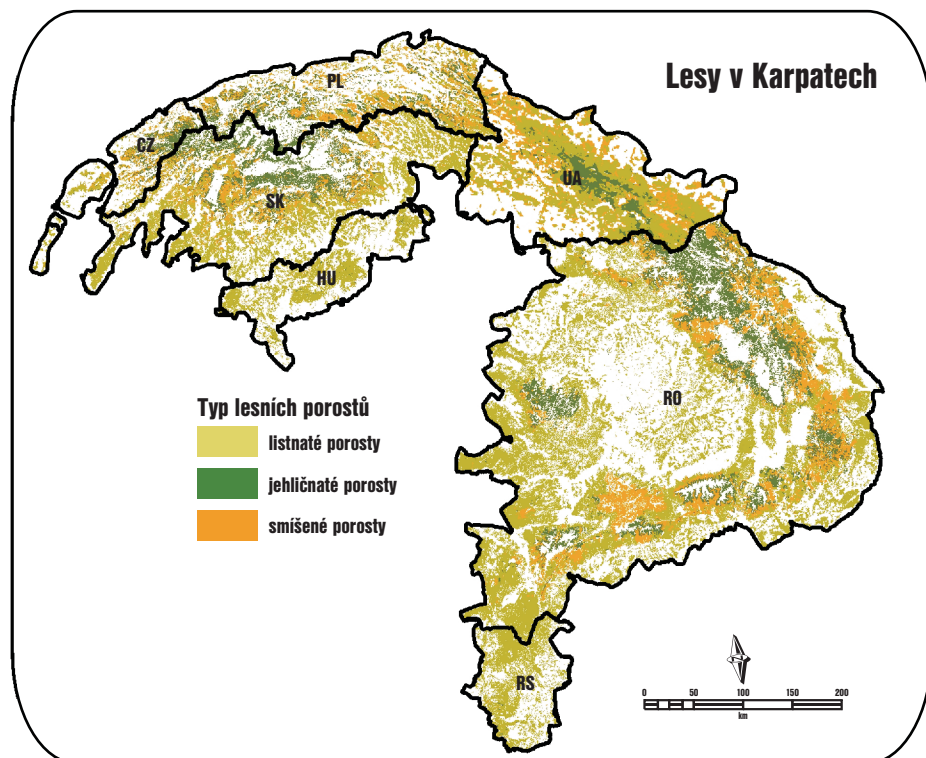 Lesy v Karpatech
PL
CZ
SK
UA
HU
RO
RS
Typ lesních porostů
listnaté porosty
jehličnaté porosty
smíšené porosty
N
0 50 100 150 200
km